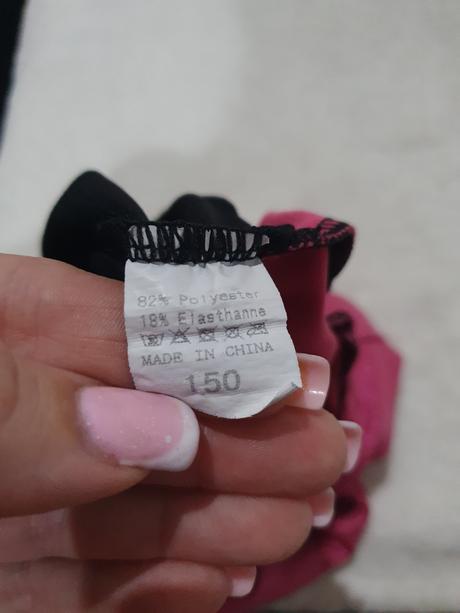 82% Polyester
18% Elasthanne
MADE IN CHINA
150